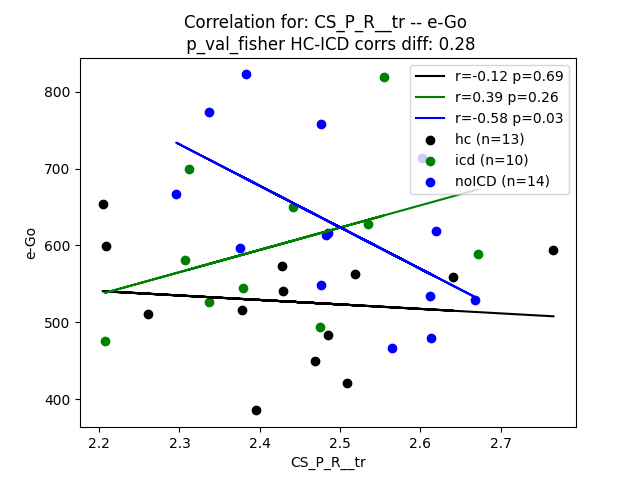 Correlation for: CS_P_R__tr -- e-Go
p_val_fisher HC-ICD corrs diff: 0.28
r=-0.12 p=0.69
r=0.39 p=0.26
r=-0.58 p=0.03
hc (n=13)
icd (n=10)
noICD (n=14)
800
700
600
500
400
e-Go
2.2 2.3 2.4 2.5 2.6 2.7
CS_P_R__tr